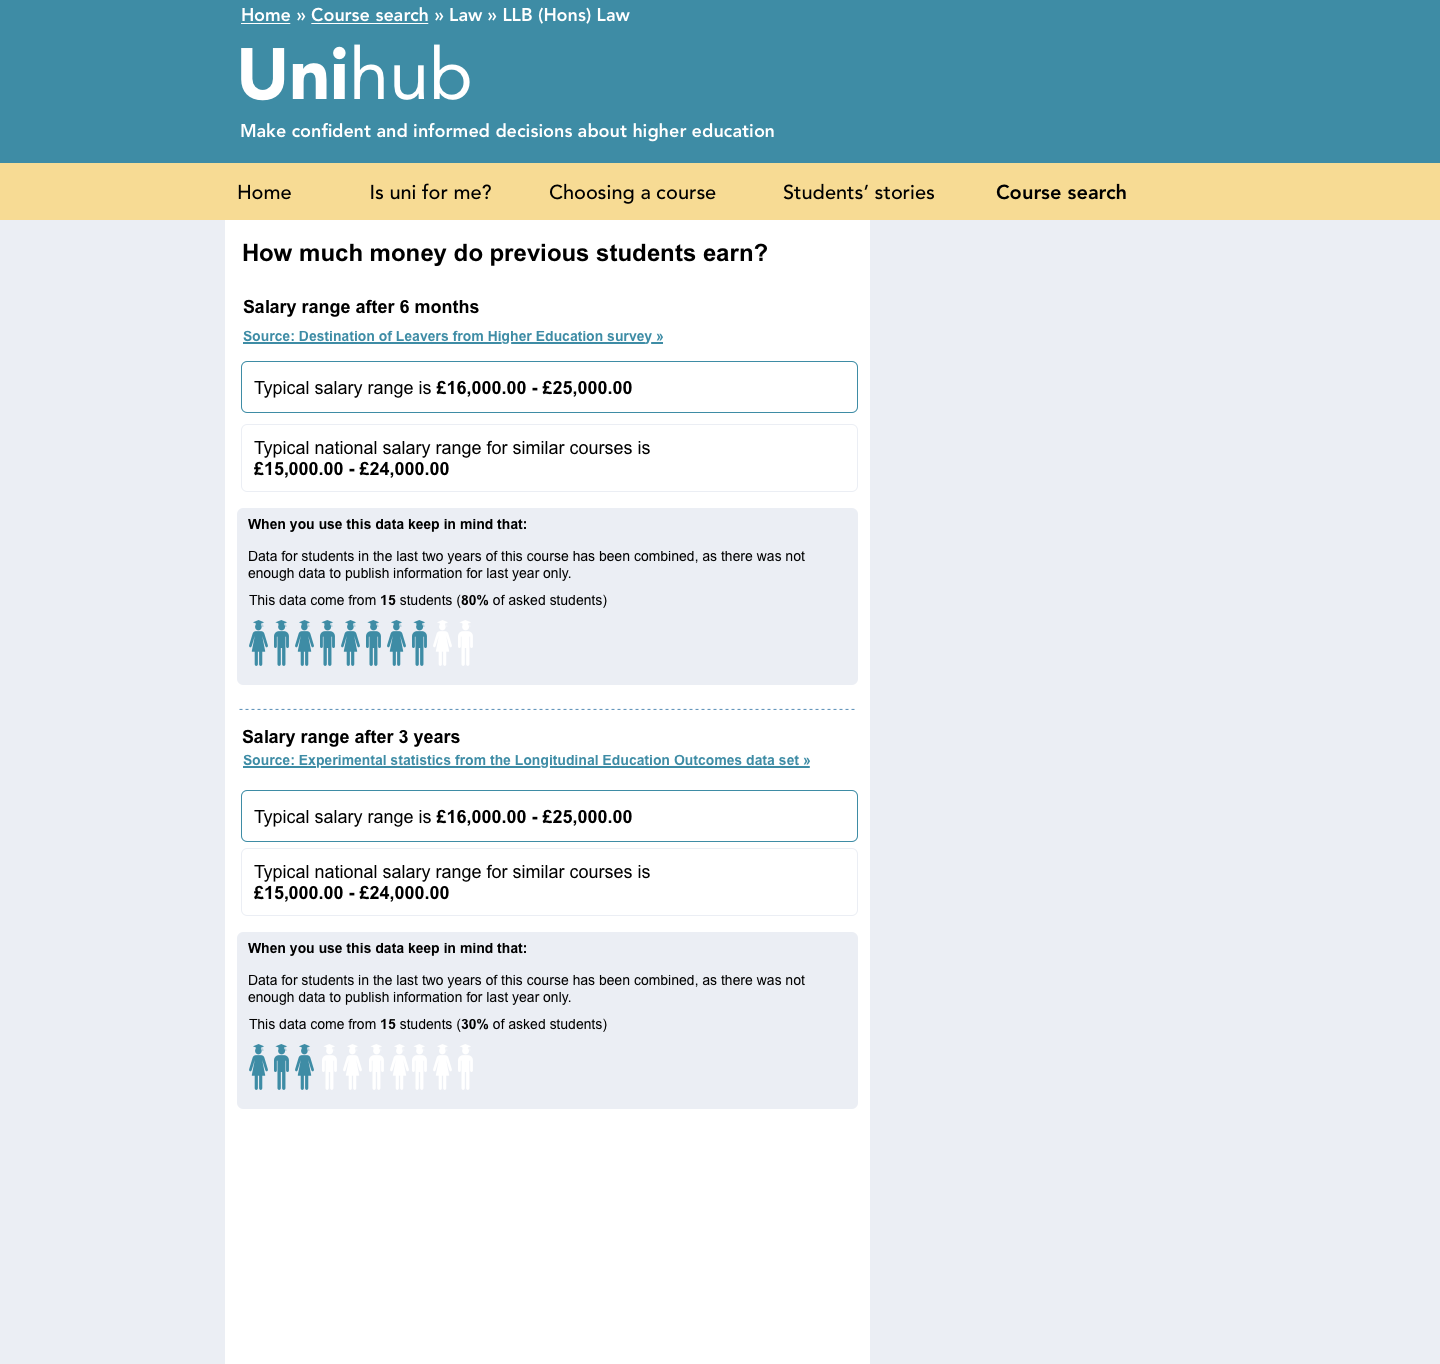 Home » Course search » Law » LLB (Hons) Law
Unihub
Make confident and informed decisions about higher education
Home Is uni for me? Choosing a course Students’ stories Course search
How much money do previous students earn?
Salary range after 6 months
Source: Destination of Leavers from Higher Education survey »
Typical salary range is £16,000.00 - £25,000.00
Typical national salary range for similar courses is
£15,000.00 - £24,000.00
When you use this data keep in mind that:
Data for students in the last two years of this course has been combined, as there was not
enough data to publish information for last year only.
This data come from 15 students (80% of asked students)
Salary range after 3 years
Source: Experimental statistics from the Longitudinal Education Outcomes data set »
Typical salary range is £16,000.00 - £25,000.00
Typical national salary range for similar courses is
£15,000.00 - £24,000.00
When you use this data keep in mind that:
Data for students in the last two years of this course has been combined, as there was not
enough data to publish information for last year only.
This data come from 15 students (30% of asked students)